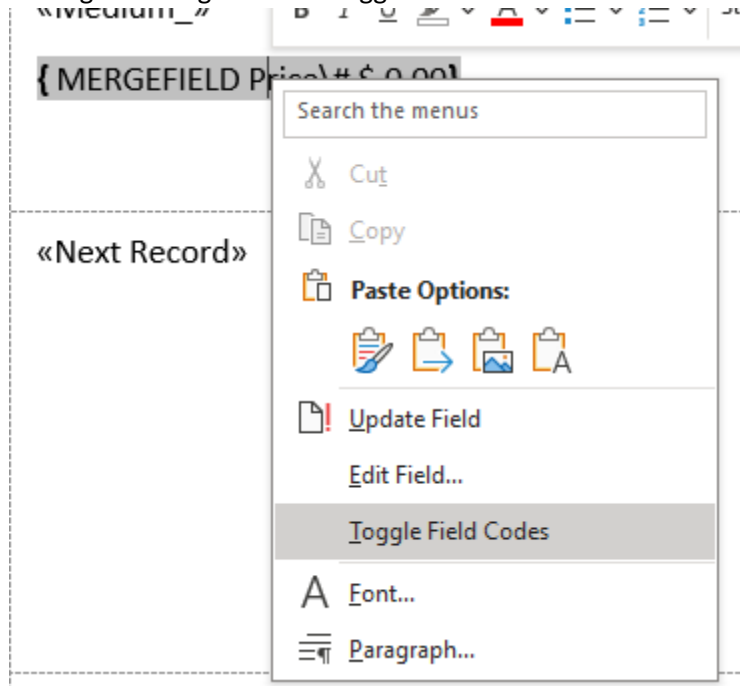 «Medium_»
B I U
{ MERGEFIELD Price\# $ 0.00}
Search the menus
Cut
Copy
«Next Record»
Paste Options:
Update Field
Edit Field...
Toggle Field Codes
A Font...
Paragraph...